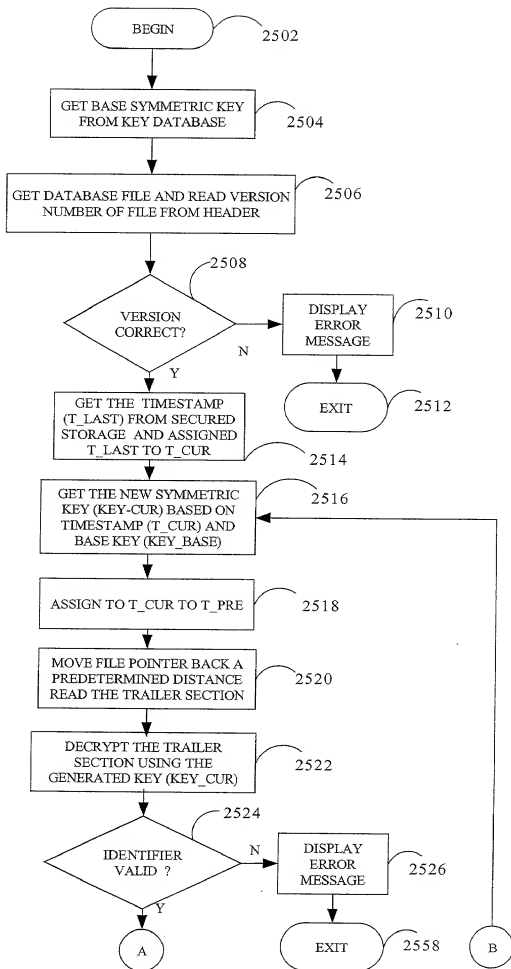 BEGIN
2502
GET BASE SYMMETRIC KEY
FROM KEY DATABASE
2504
GET DATABASE FILE AND READ VERSION
NUMBER OF FILE FROM HEADER
2506
2508
VERSION
CORRECT?
N
Y
DISPLAY
ERROR
MESSAGE
2510
EXIT
2512
GET THE TIMESTAMP
(T_LAST) FROM SECURED
STORAGE AND ASSIGNED
T_LAST TO T_CUR
2514
GET THE NEW SYMMETRIC
KEY (KEY-CUR) BASED ON
TIMESTAMP (T_CUR) AND
BASE KEY (KEY_BASE)
2516
ASSIGN TO T_CUR TO T_PRE
2518
MOVE FILE POINTER BACK A
PREDETERMINED DISTANCE
READ THE TRAILER SECTION
2520
DECRYPT THE TRAILER
SECTION USING THE
GENERATED KEY (KEY_CUR)
2522
2524
IDENTIFIER
VALID ?
N
Y
DISPLAY
ERROR
MESSAGE
2526
EXIT
2558
A
B